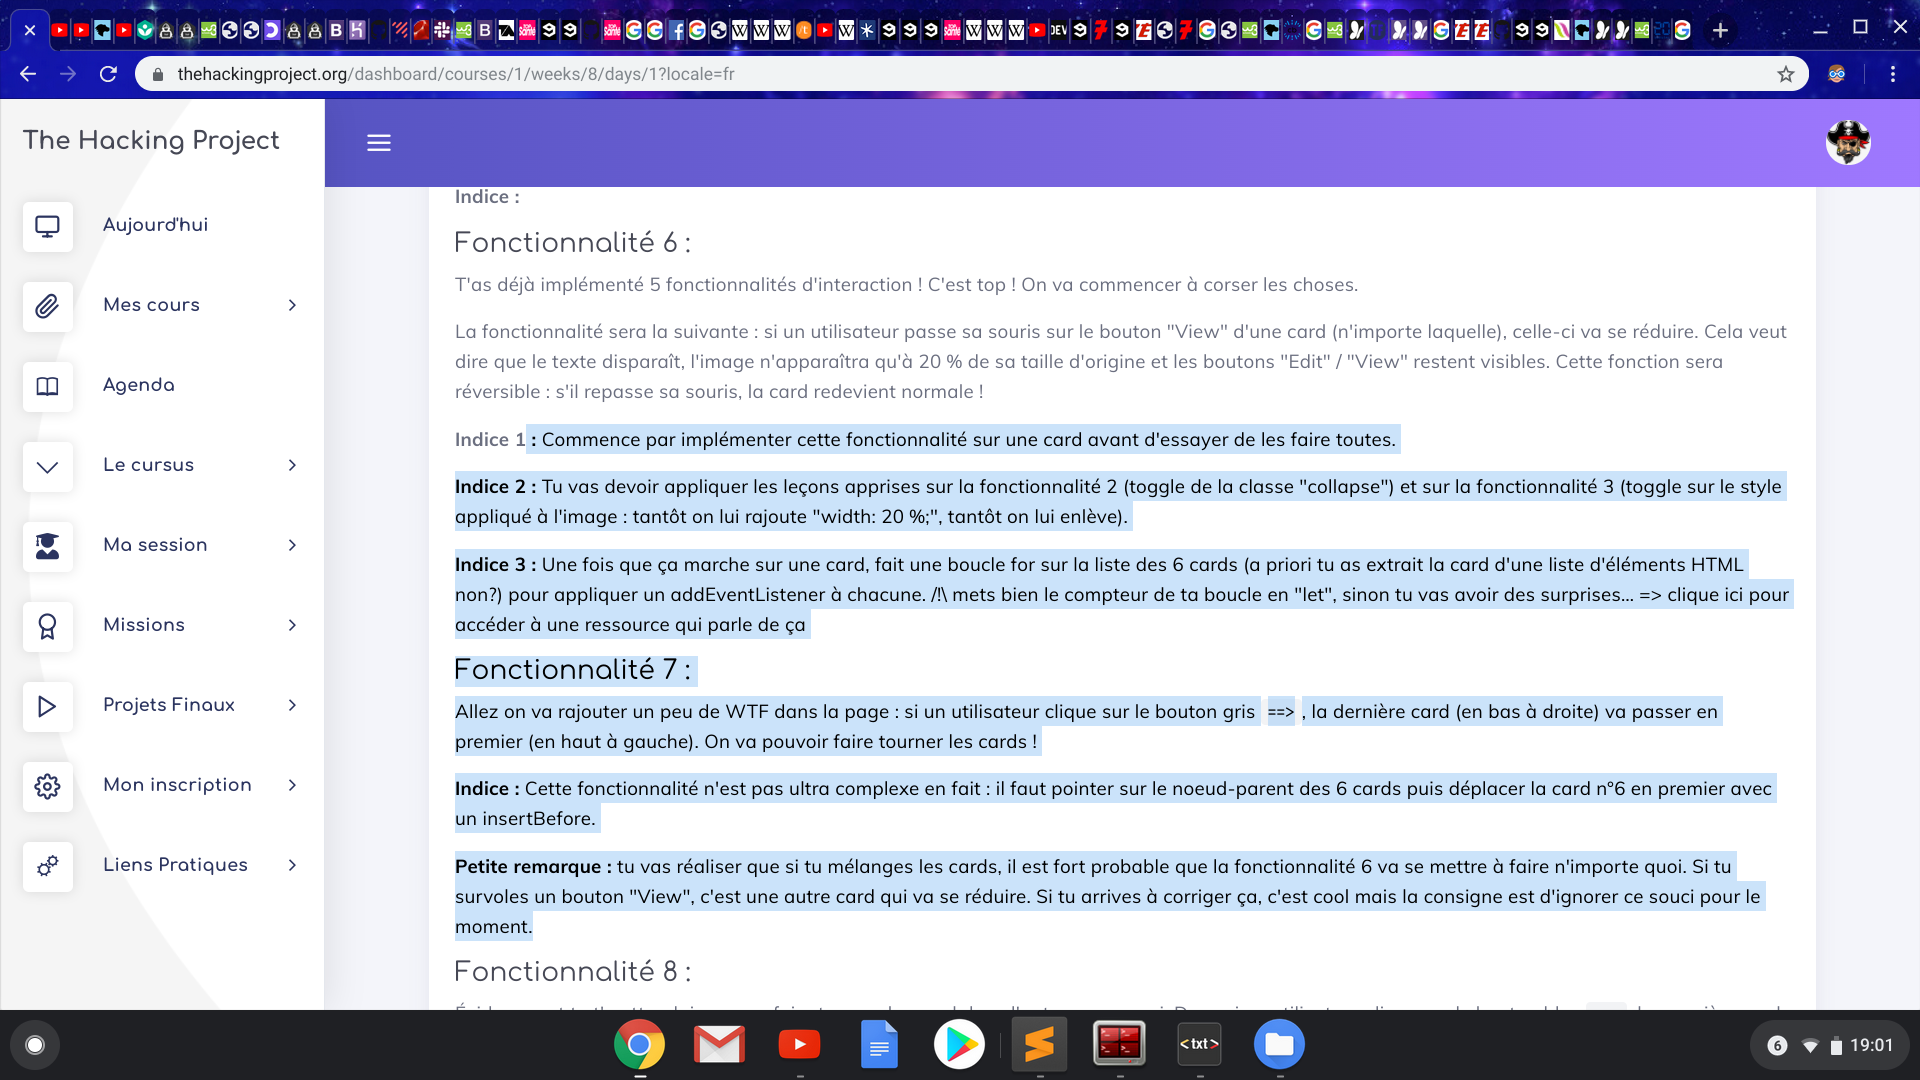 thehackingproject.org/dashboard/courses/1/weeks/8/days/1?locale=fr
The Hacking Project
Aujourd'hui
Mes cours
Agenda
Le cursus
Ma session
Missions
Projets Finaux
Mon inscription
Liens Pratiques
Indice :
Fonctionnalité 6 :
T'as déjà implémenté 5 fonctionnalités d'interaction ! C'est top ! On va commencer à corser les choses.
La fonctionnalité sera la suivante : si un utilisateur passe sa souris sur le bouton "View" d'une card (n'importe laquelle), celle-ci va se réduire. Cela veut
dire que le texte disparaît, l'image n'apparaîtra qu'à 20 % de sa taille d'origine et les boutons "Edit" / "View" restent visibles. Cette fonction sera
réversible : s'il repasse sa souris, la card redevient normale !
Indice 1 : Commence par implémenter cette fonctionnalité sur une card avant d'essayer de les faire toutes.
Indice 2 : Tu vas devoir appliquer les leçons apprises sur la fonctionnalité 2 (toggle de la classe "collapse") et sur la fonctionnalité 3 (toggle sur le style
appliqué à l'image : tantôt on lui rajoute "width: 20 %;", tantôt on lui enlève).
Indice 3 : Une fois que ça marche sur une card, fait une boucle for sur la liste des 6 cards (a priori tu as extrait la card d'une liste d'éléments HTML
non?) pour appliquer un addEventListener à chacune. /!\ mets bien le compteur de ta boucle en "let", sinon tu vas avoir des surprises... => clique ici pour
accéder à une ressource qui parle de ça
Fonctionnalité 7 :
Allez on va rajouter un peu de WTF dans la page : si un utilisateur clique sur le bouton gris ==> , la dernière card (en bas à droite) va passer en
premier (en haut à gauche). On va pouvoir faire tourner les cards !
Indice : Cette fonctionnalité n'est pas ultra complexe en fait : il faut pointer sur le noeud-parent des 6 cards puis déplacer la card n°6 en premier avec
un insertBefore.
Petite remarque : tu vas réaliser que si tu mélanges les cards, il est fort probable que la fonctionnalité 6 va se mettre à faire n'importe quoi. Si tu
survoles un bouton "View", c'est une autre card qui va se réduire. Si tu arrives à corriger ça, c'est cool mais la consigne est d'ignorer ce souci pour le
moment.
Fonctionnalité 8 :
<txt>
6
19:01